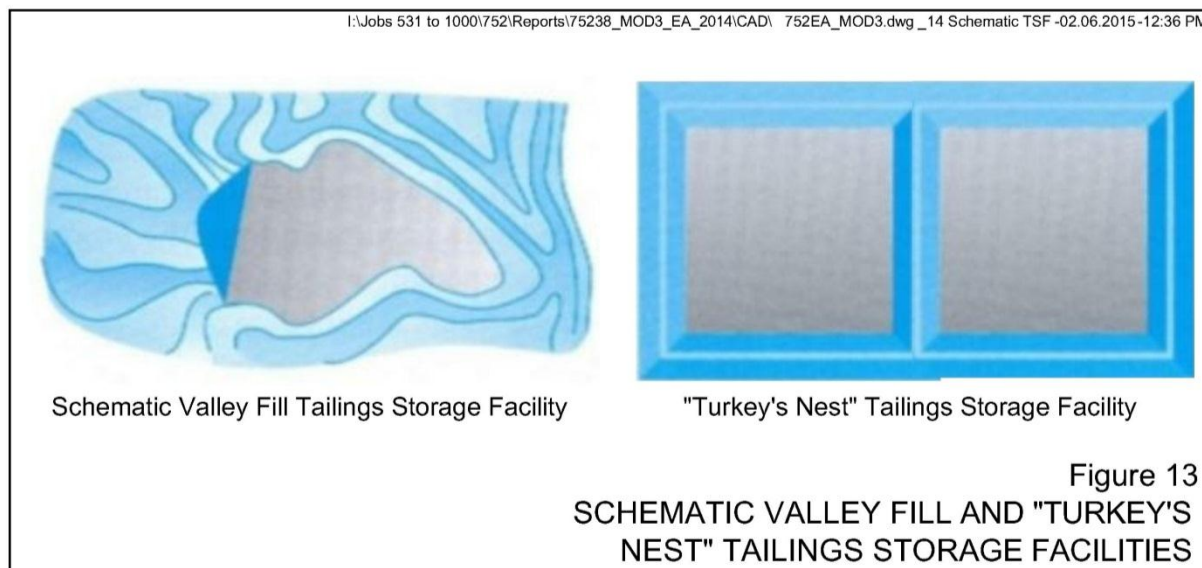 I:\Jobs 531 to 1000\752\Reports\75238_MOD3_EA_2014\CAD\ 752EA_MOD3.dwg _14 Schematic TSF -02.06.2015-12:36 PM
Schematic Valley Fill Tailings Storage Facility
"Turkey's Nest" Tailings Storage Facility
Figure 13
SCHEMATIC VALLEY FILL AND "TURKEY'S
NEST" TAILINGS STORAGE FACILITIES